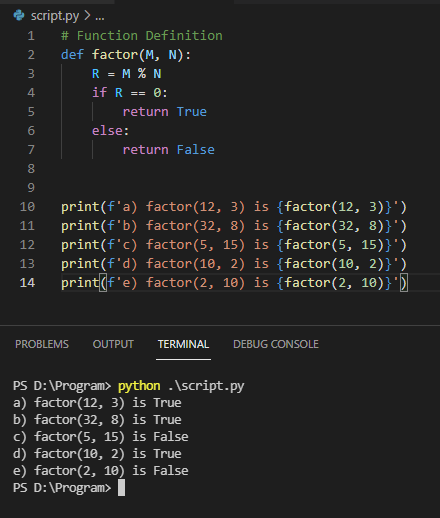 script.py > ...
1 # Function Definition
2 def factor(M, N):
3     R = M % N
4     if R == 0:
5         return True
6     else:
7         return False
8
9
10 print(f'a) factor(12, 3) is {factor(12, 3)}')
11 print(f'b) factor(32, 8) is {factor(32, 8)}')
12 print(f'c) factor(5, 15) is {factor(5, 15)}')
13 print(f'd) factor(10, 2) is {factor(10, 2)}')
14 print(f'e) factor(2, 10) is {factor(2, 10)}')
PROBLEMS OUTPUT TERMINAL DEBUG CONSOLE
PS D:\Program> python .\script.py
a) factor(12, 3) is True
b) factor(32, 8) is True
c) factor(5, 15) is False
d) factor(10, 2) is True
e) factor(2, 10) is False
PS D:\Program>